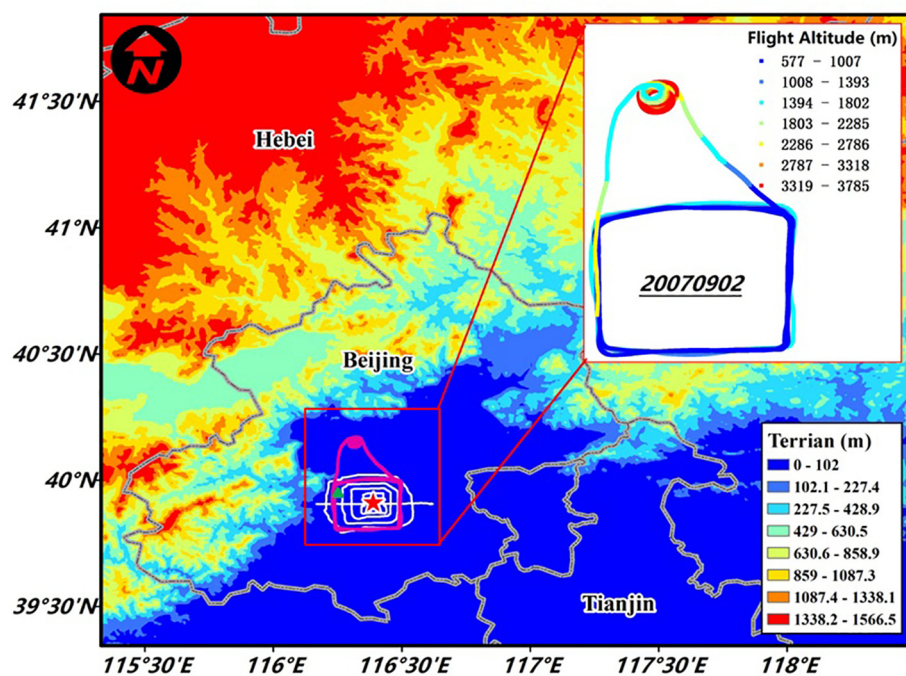 N
Hebei
Beijing
Tianjin
41°30'N
41°N
40°30'N
40°N
39°30'N
115°30'E
116°E
116°30'E
117°E
117°30'E
118°E
Flight Altitude (m)
577 – 1007
1008 – 1393
1394 – 1802
1803 – 2285
2286 – 2786
2787 – 3318
3319 – 3785
20070902
Terrian (m)
0 - 102
102.1 - 227.4
227.5 - 428.9
429 - 630.5
630.6 - 858.9
859 - 1087.3
1087.4 - 1338.1
1338.2 - 1566.5